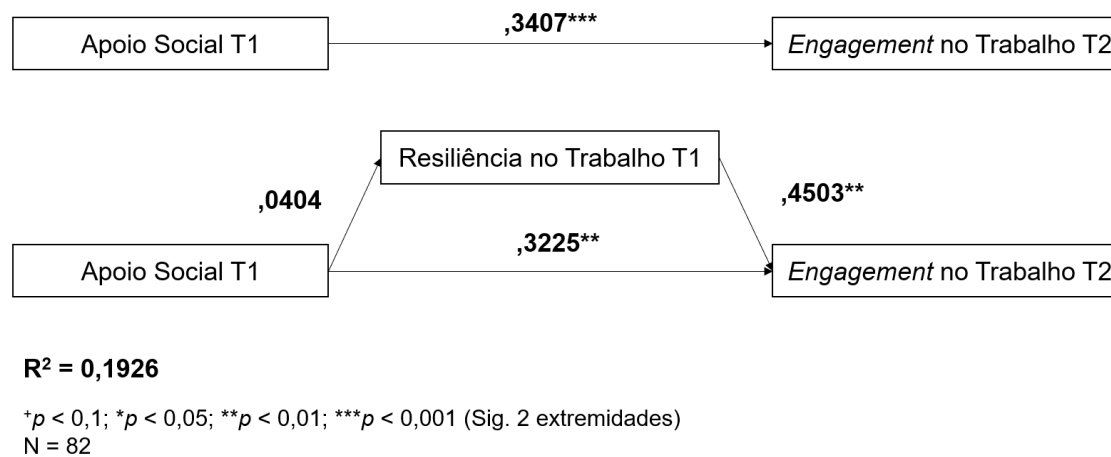 ,3407***
Apoio Social T1
Engagement no Trabalho T2
Resiliência no Trabalho T1
,0404
,4503**
,3225**
Apoio Social T1
Engagement no Trabalho T2
R² = 0,1926
⁺p < 0,1; *p < 0,05; **p < 0,01; ***p < 0,001 (Sig. 2 extremidades)
N = 82